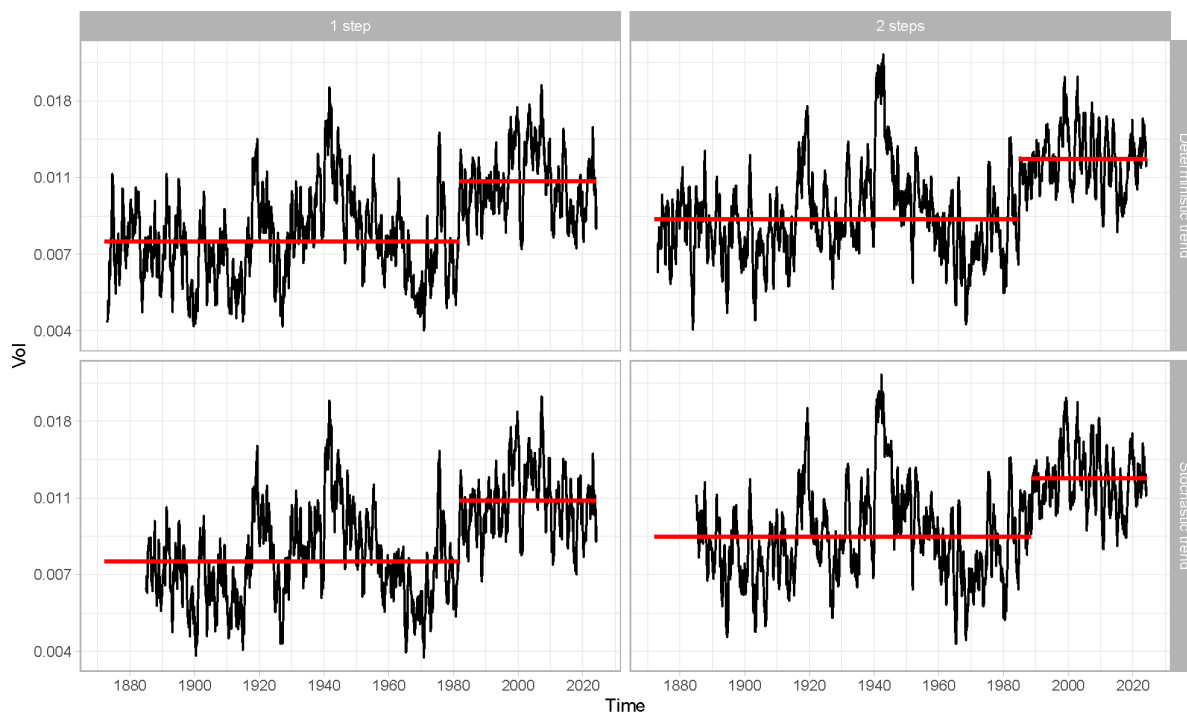 1 step
2 steps
0.018
0.011
0.007
0.004
Deterministic trend
Vol
0.018
0.011
0.007
0.004
Stochastic trend
1880 1900 1920 1940 1960 1980 2000 2020
1880 1900 1920 1940 1960 1980 2000 2020
Time